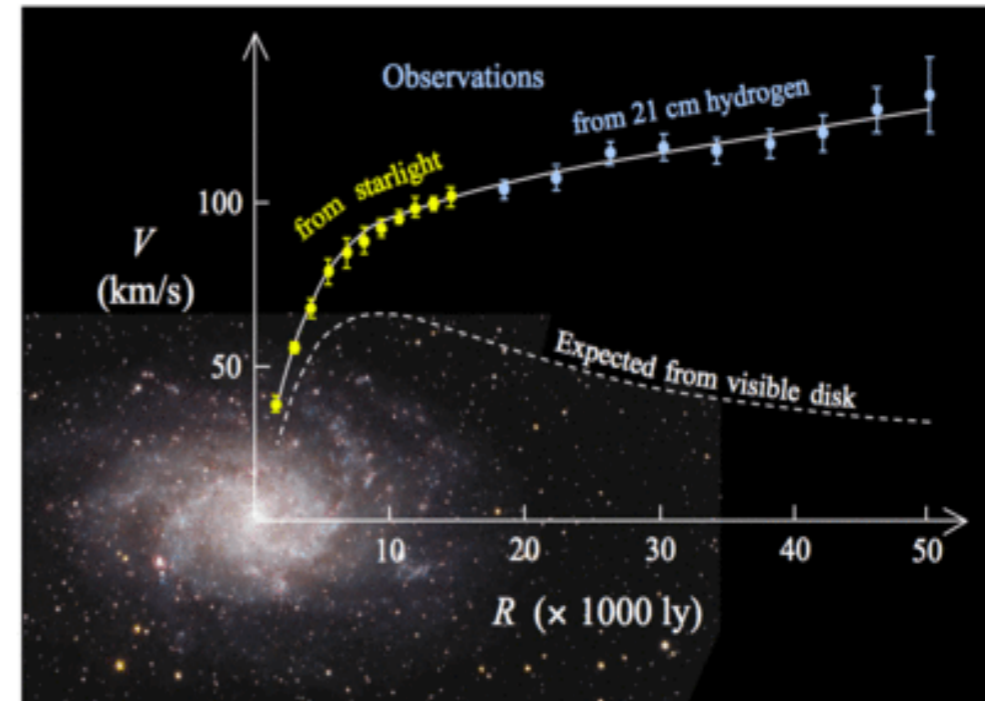 Observations
from 21 cm hydrogen
from starlight
100
V
(km/s)
50
Expected from visible disk
10
20
30
40
50
R (× 1000 ly)